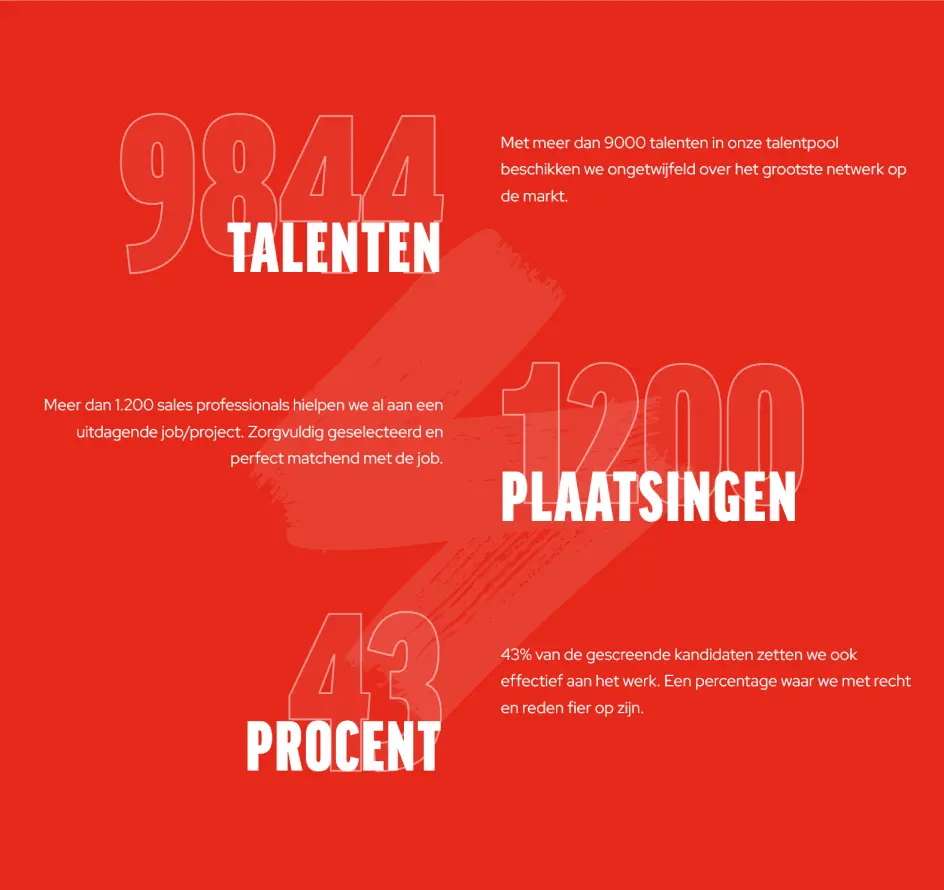 9844
TALENTEN
Met meer dan 9000 talenten in onze talentpool
beschikken we ongetwijfeld over het grootste netwerk op
de markt.
Meer dan 1.200 sales professionals hielpen we al aan een
uitdagende job/project. Zorgvuldig geselecteerd en
perfect matchend met de job.
1200
PLAATSINGEN
43
PROCENT
43% van de gescreende kandidaten zetten we ook
effectief aan het werk. Een percentage waar we met recht
en reden fier op zijn.